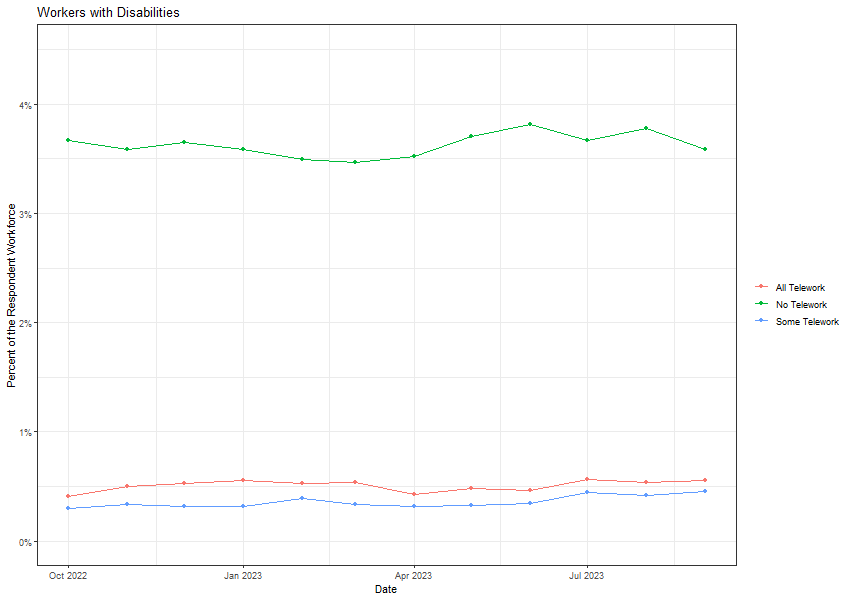 Workers with Disabilities
Percent of the Respondent Workforce
4%
3%
2%
1%
0%
Oct 2022
Jan 2023
Apr 2023
Jul 2023
Date
All Telework
No Telework
Some Telework